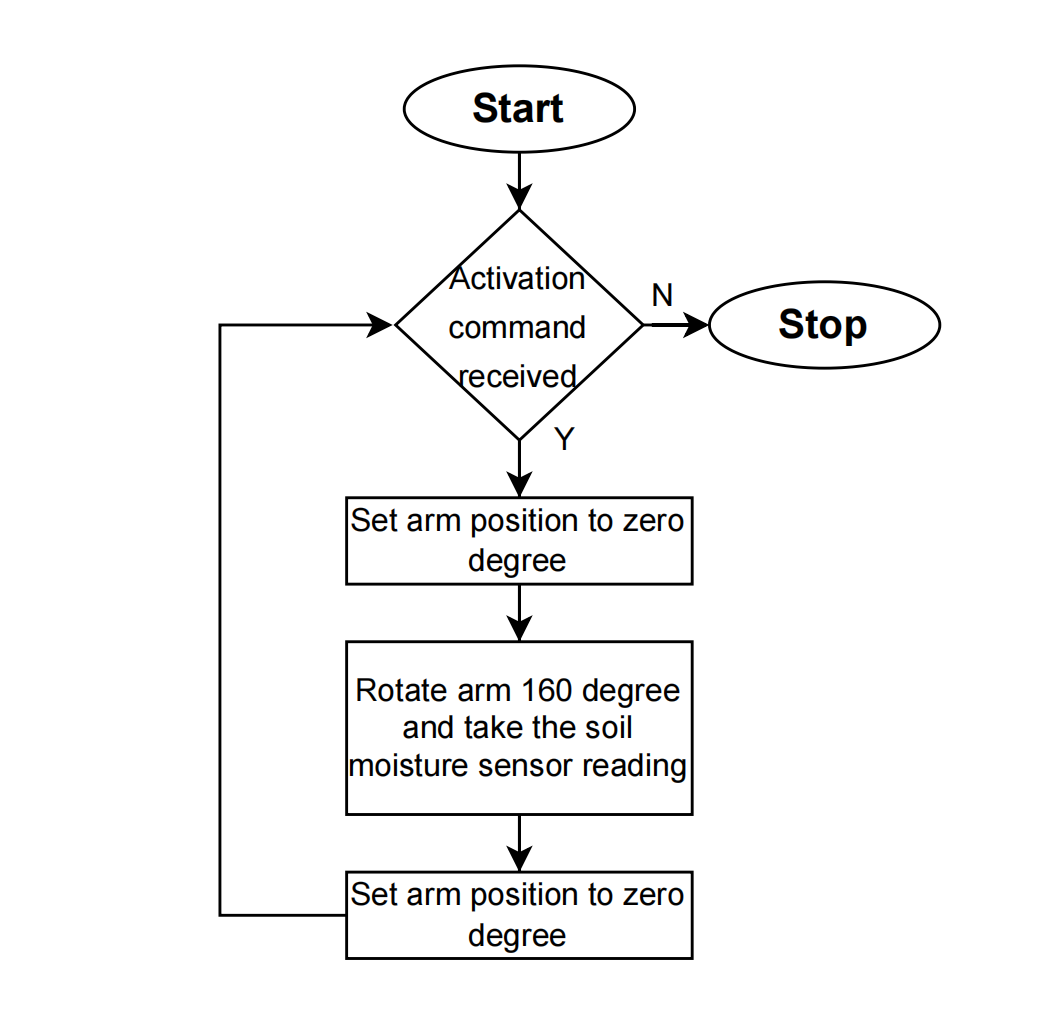 Start
Activation
command
received
N
Stop
Y
Set arm position to zero
degree
Rotate arm 160 degree
and take the soil
moisture sensor reading
Set arm position to zero
degree